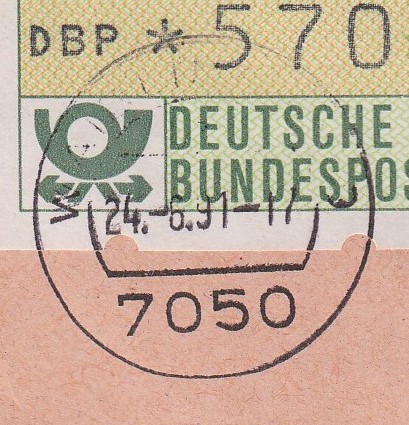 DBP * 570
DEUTSCHE
BUNDESPOS
24.-6.91-17
7050